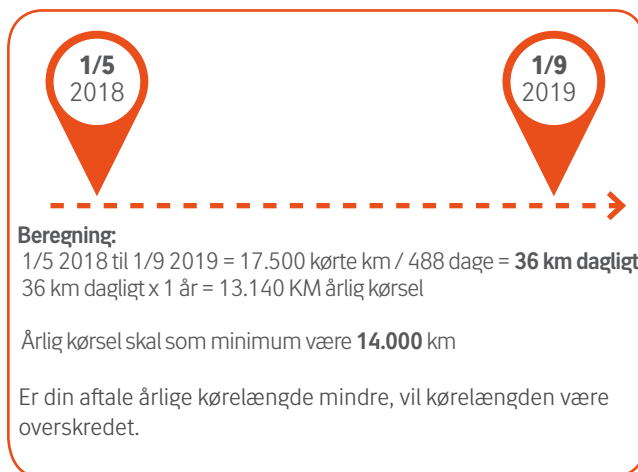 1/5
2018
1/9
2019
Beregning:
1/5 2018 til 1/9 2019 = 17.500 kørte km / 488 dage = 36 km dagligt
36 km dagligt x 1 år = 13.140 KM årlig kørsel
Årlig kørsel skal som minimum være 14.000 km
Er din aftale årlige kørelængde mindre, vil kørelængden være
overskredet.